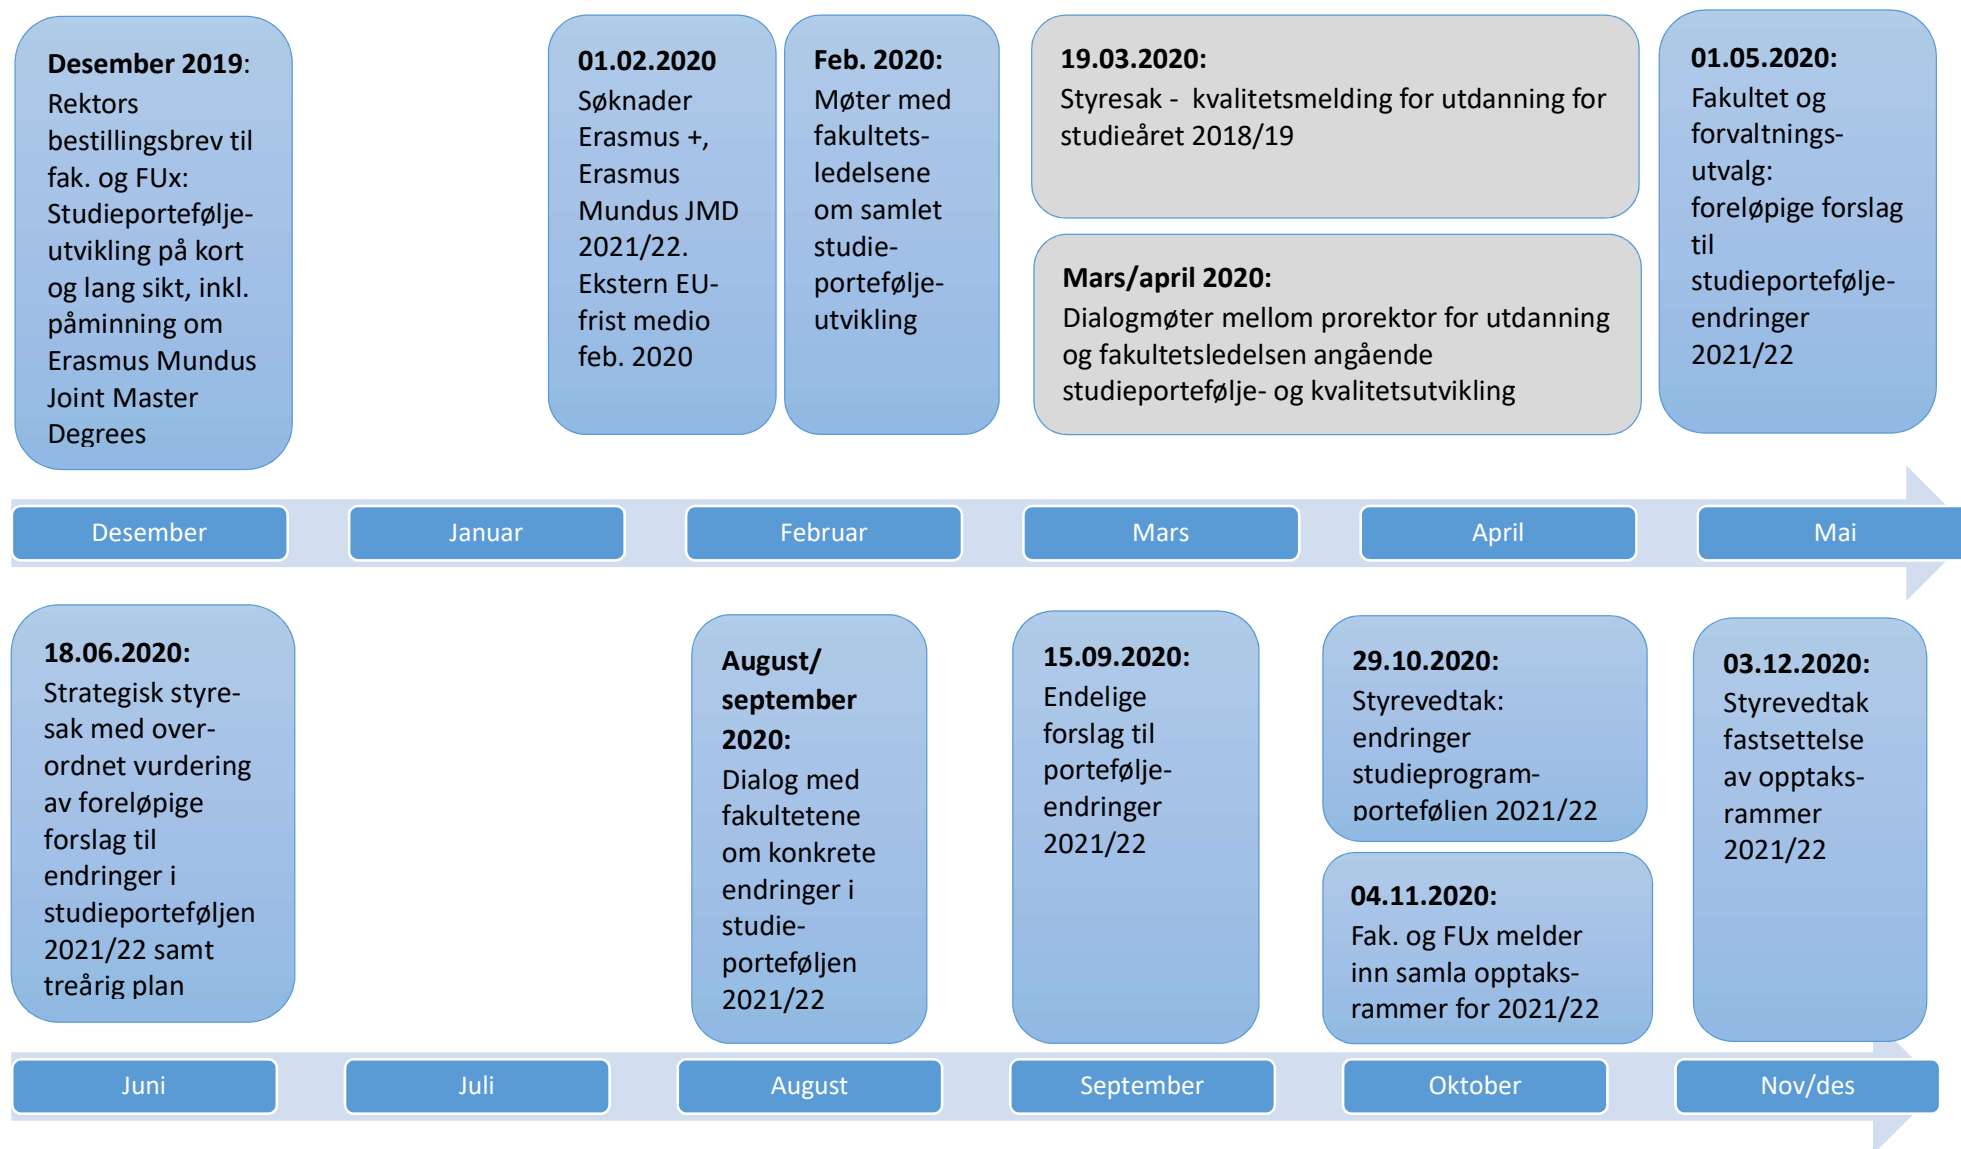 Desember 2019:
Rektors
bestillingsbrev til
fak. og FUx:
Studieportefølje-
utvikling på kort
og lang sikt, inkl.
påminning om
Erasmus Mundus
Joint Master
Degrees
01.02.2020
Søknader
Erasmus +,
Erasmus
Mundus JMD
2021/22.
Ekstern EU-
frist medio
feb. 2020
Feb. 2020:
Møter med
fakultets-
ledelsene
om samlet
studie-
portefølje-
utvikling
19.03.2020:
Styresak - kvalitetsmelding for utdanning for
studieåret 2018/19
Mars/april 2020:
Dialogmøter mellom prorektor for utdanning
og fakultetsledelsen angående
studieportefølje- og kvalitetsutvikling
01.05.2020:
Fakultet og
forvaltnings-
utvalg:
foreløpige forslag
til
studieportefølje-
endringer
2021/22
Desember
Januar
Februar
Mars
April
Mai
18.06.2020:
Strategisk styre-
sak med over-
ordnet vurdering
av foreløpige
forslag til
endringer i
studieporteføljen
2021/22 samt
treårig plan
August/
september
2020:
Dialog med
fakultetene
om konkrete
endringer i
studie-
porteføljen
2021/22
15.09.2020:
Endelige
forslag til
portefølje-
endringer
2021/22
29.10.2020:
Styrevedtak:
endringer
studieprogram-
porteføljen 2021/22
04.11.2020:
Fak. og FUx melder
inn samla opptaks-
rammer for 2021/22
03.12.2020:
Styrevedtak
fastsettelse
av opptaks-
rammer
2021/22
Juni
Juli
August
September
Oktober
Nov/des